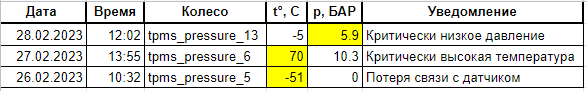 Дата Время Колесо t°, С p, БАР Уведомление
28.02.2023 12:02 tpms_pressure_13 -5 5.9 Критически низкое давление
27.02.2023 13:55 tpms_pressure_6 70 10.3 Критически высокая температура
26.02.2023 10:32 tpms_pressure_5 -51 0 Потеря связи с датчиком